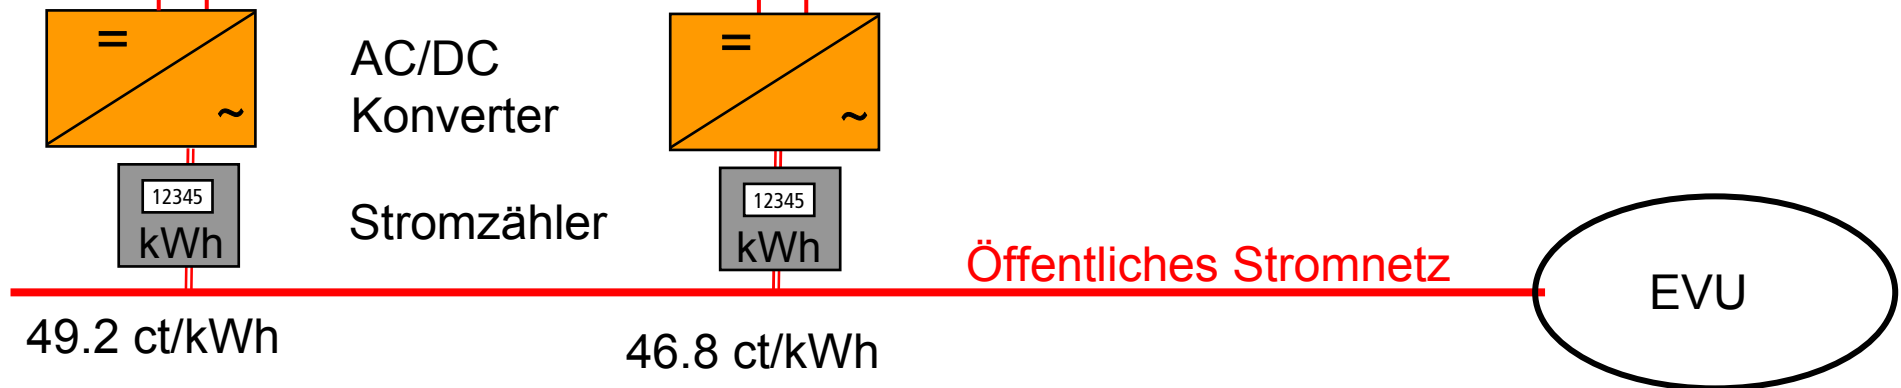 =
~
AC/DC
Konverter
=
~
12345
kWh
Stromzähler
12345
kWh
Öffentliches Stromnetz
EVU
49.2 ct/kWh
46.8 ct/kWh